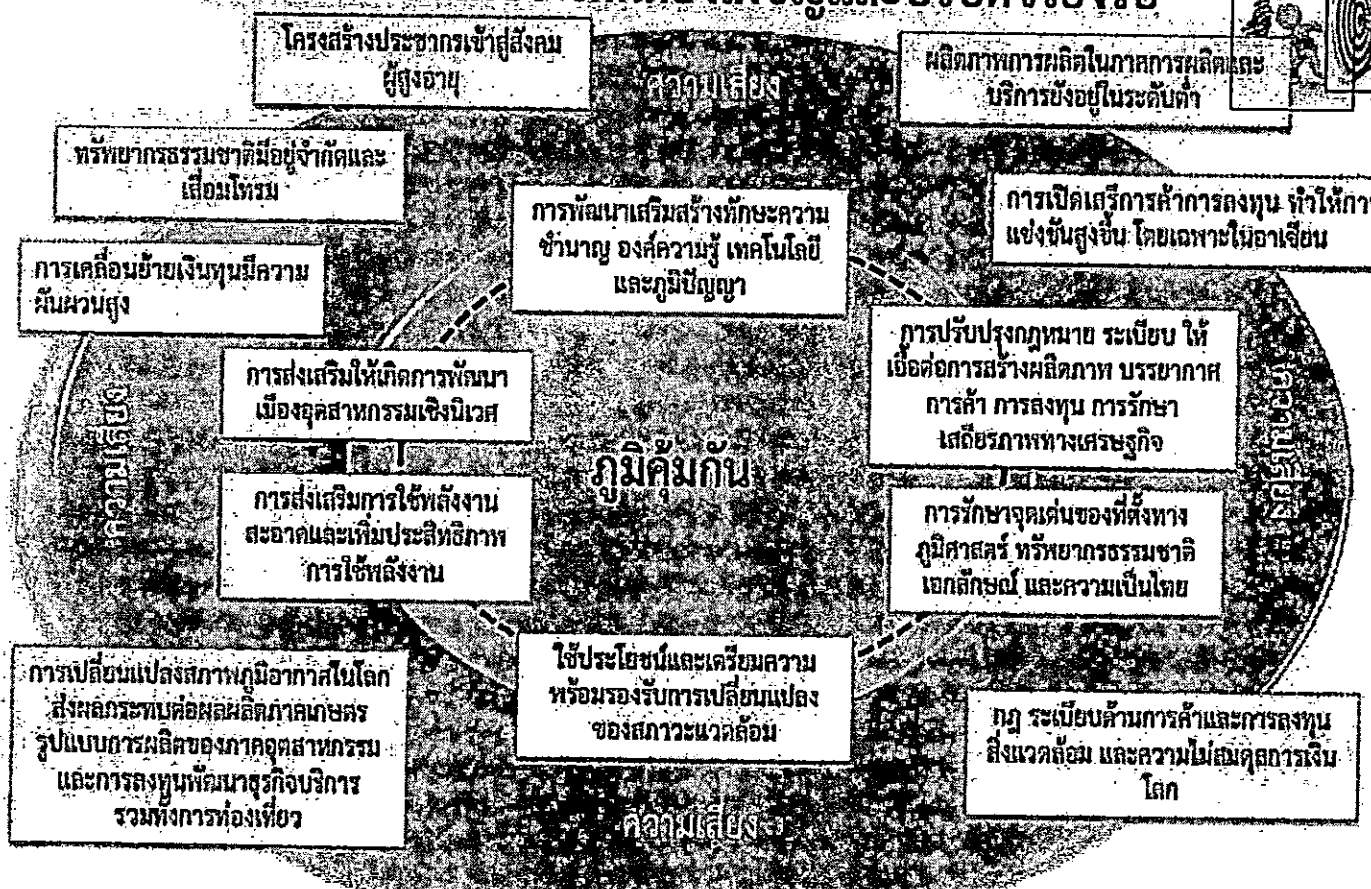 โครงสร้างประชากรเข้าสู่สังคม
ผู้สูงอายุ
ความเสี่ยง
ผลิตภาพการผลิตในภาคการผลิตและ
บริการยังอยู่ในระดับต่ำ
ทรัพยากรธรรมชาติมีอยู่จำกัดและ
เสื่อมโทรม
การพัฒนาเสริมสร้างทักษะความ
ชำนาญ องค์ความรู้ เทคโนโลยี
และภูมิปัญญา
การเปิดเสรีการค้าการลงทุน ทำให้การ
แข่งขันสูงขึ้น โดยเฉพาะในอาเซียน
การเคลื่อนย้ายเงินทุนมีความ
ผันผวนสูง
การปรับปรุงกฎหมาย ระเบียบ ให้
เอื้อต่อการสร้างผลิตภาพ บรรยากาศ
การค้า การลงทุน การรักษา
เสถียรภาพทางเศรษฐกิจ
การส่งเสริมให้เกิดการพัฒนา
เมืองอุตสาหกรรมเชิงนิเวศ
ความเสี่ยง
ภูมิคุ้มกัน
ความเสี่ยง
การส่งเสริมการใช้พลังงาน
สะอาดและเพิ่มประสิทธิภาพ
การใช้พลังงาน
การรักษาจุดเด่นของที่ตั้งทาง
ภูมิศาสตร์ ทรัพยากรธรรมชาติ
เอกลักษณ์ และความเป็นไทย
ใช้ประโยชน์และเตรียมความ
พร้อมรองรับการเปลี่ยนแปลง
ของสภาวะแวดล้อม
การเปลี่ยนแปลงสภาพภูมิอากาศในโลก
ส่งผลกระทบต่อผลผลิตภาคเกษตร
รูปแบบการผลิตของภาคอุตสาหกรรม
และการลงทุนพัฒนาธุรกิจบริการ
รวมทั้งการท่องเที่ยว
กฎ ระเบียบด้านการค้าและการลงทุน
สิ่งแวดล้อม และความไม่สมดุลการเงิน
โลก
ความเสี่ยง